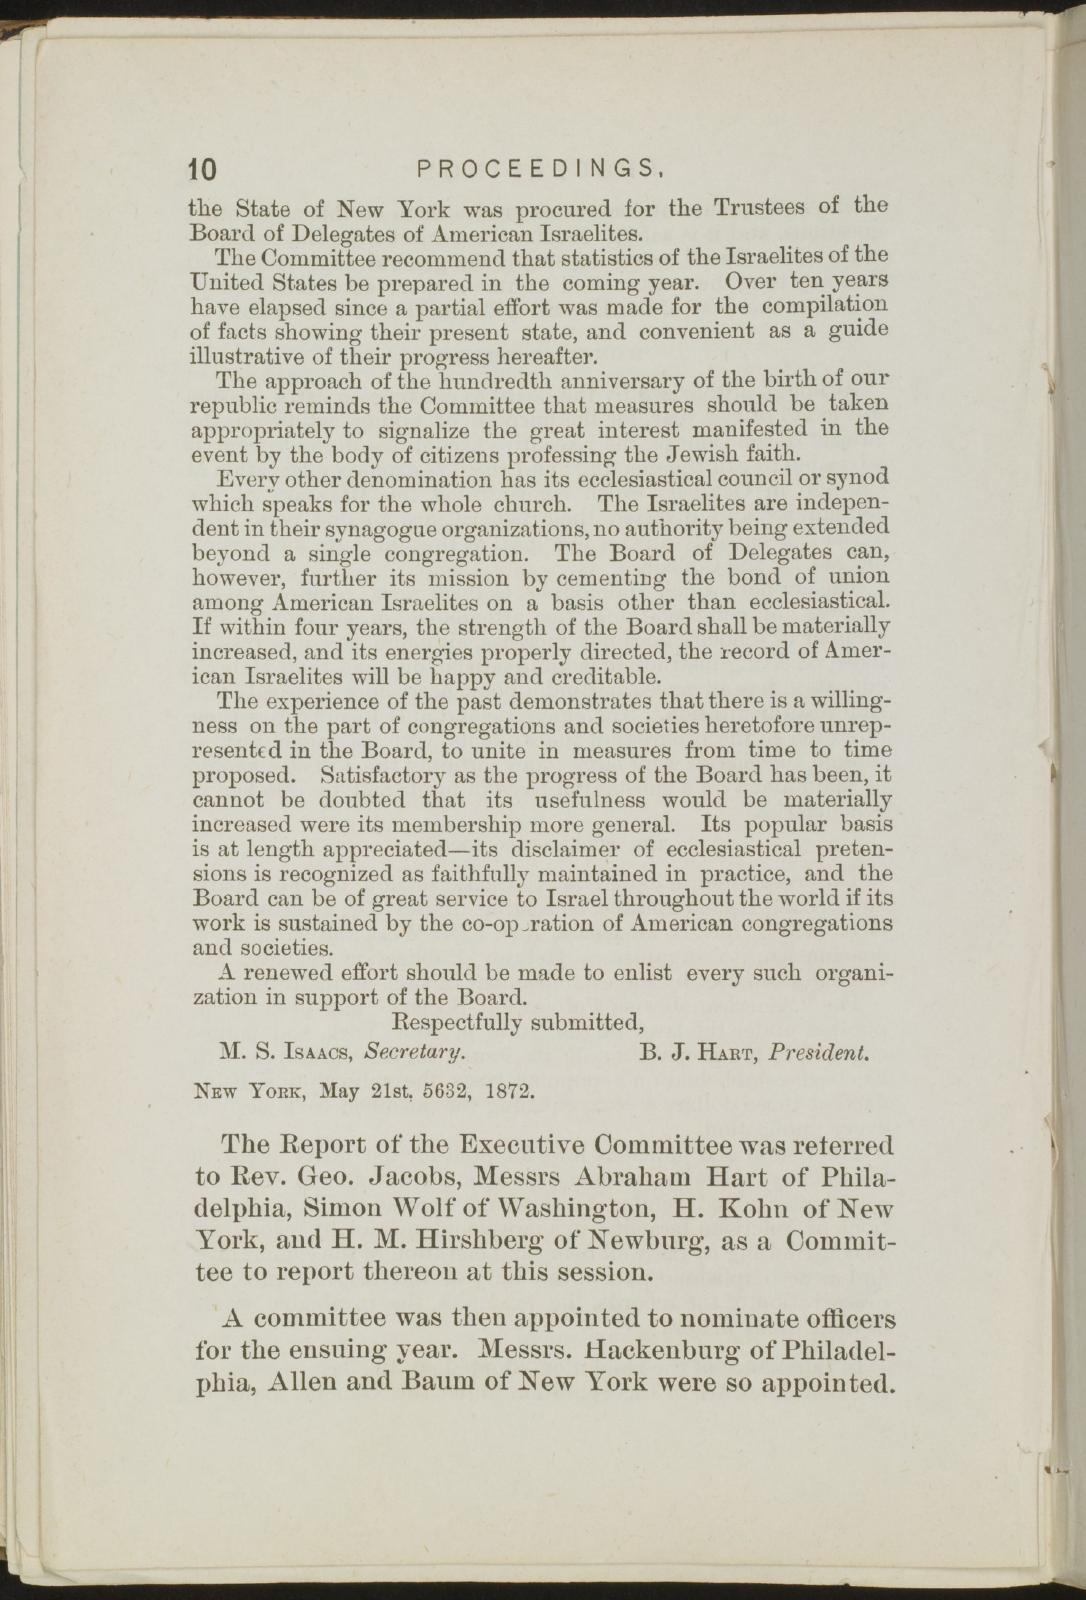 10 PROCEEDINGS.
the State of New York was procured for the Trustees of the
Board of Delegates of American Israelites.
The Committee recommend that statistics of the Israelites of the
United States be prepared in the coming year. Over ten years
have elapsed since a partial effort was made for the compilation
of facts showing their present state, and convenient as a guide
illustrative of their progress hereafter.
The approach of the hundredth anniversary of the birth of our
republic reminds the Committee that measures should be taken
appropriately to signalize the great interest manifested in the
event by the body of citizens professing the Jewish faith.
Every other denomination has its ecclesiastical council or synod
which speaks for the whole church. The Israelites are indepen-
dent in their synagogue organizations, no authority being extended
beyond a single congregation. The Board of Delegates can,
however, further its mission by cementing the bond of union
among American Israelites on a basis other than ecclesiastical.
If within four years, the strength of the Board shall be materially
increased, and its energies properly directed, the record of Amer-
ican Israelites will be happy and creditable.
The experience of the past demonstrates that there is a willing-
ness on the part of congregations and societies heretofore unrep-
resented in the Board, to unite in measures from time to time
proposed. Satisfactory as the progress of the Board has been, it
cannot be doubted that its usefulness would be materially
increased were its membership more general. Its popular basis
is at length appreciated—its disclaimer of ecclesiastical preten-
sions is recognized as faithfully maintained in practice, and the
Board can be of great service to Israel throughout the world if its
work is sustained by the co-operation of American congregations
and societies.
A renewed effort should be made to enlist every such organi-
zation in support of the Board.
Respectfully submitted,
M. S. ISAACS, Secretary. B. J. HART, President.
NEW YORK, May 21st, 5632, 1872.
The Report of the Executive Committee was referred
to Rev. Geo. Jacobs, Messrs Abraham Hart of Phila-
delphia, Simon Wolf of Washington, H. Kohn of New
York, and H. M. Hirshberg of Newburg, as a Commit-
tee to report thereon at this session.
A committee was then appointed to nominate officers
for the ensuing year. Messrs. Hackenburg of Philadel-
phia, Allen and Baum of New York were so appointed.